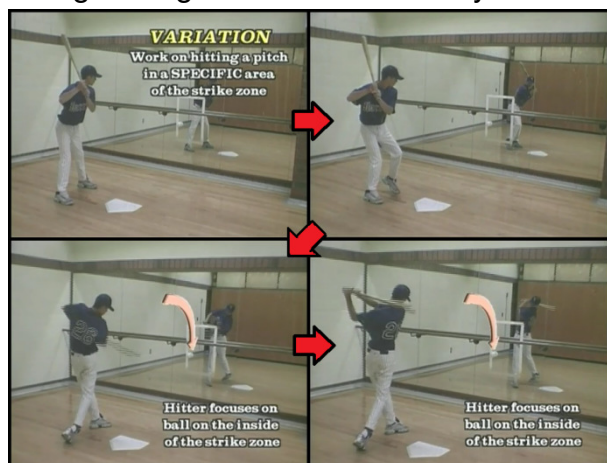 VARIATION
Work on hitting a pitch
in a SPECIFIC area
of the strike zone
Hitter focuses on
ball on the inside
of the strike zone
Hitter focuses on
ball on the inside
of the strike zone